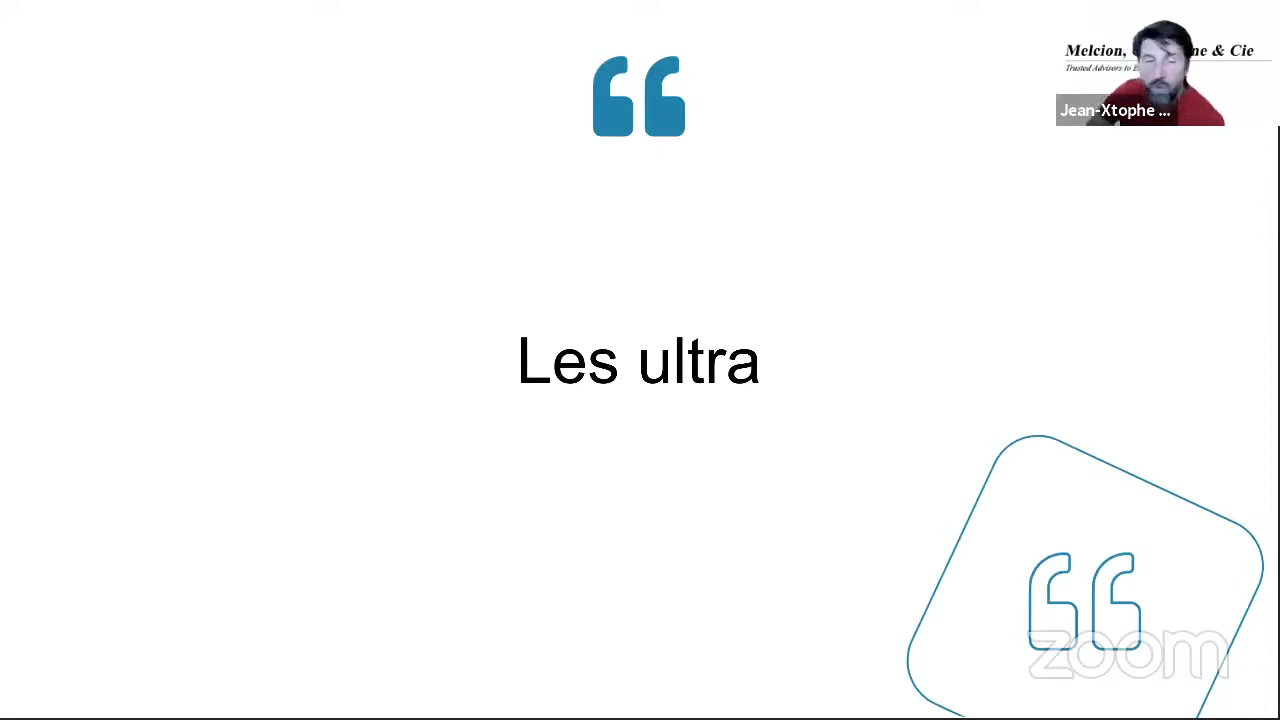 Melcion, ne & Cie
Trusted Advisors to
Jean-Xtophe ...
Les ultra
zoom